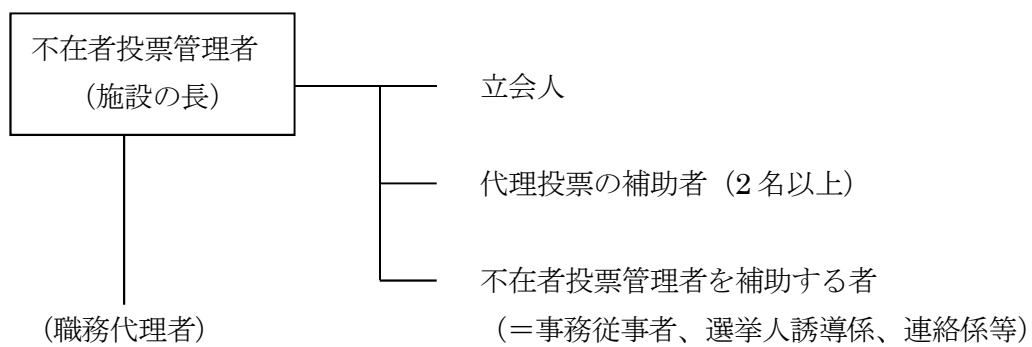 不在者投票管理者
（施設の長）
立会人
代理投票の補助者（2名以上）
不在者投票管理者を補助する者
（職務代理者）
（＝事務従事者、選挙人誘導係、連絡係等）